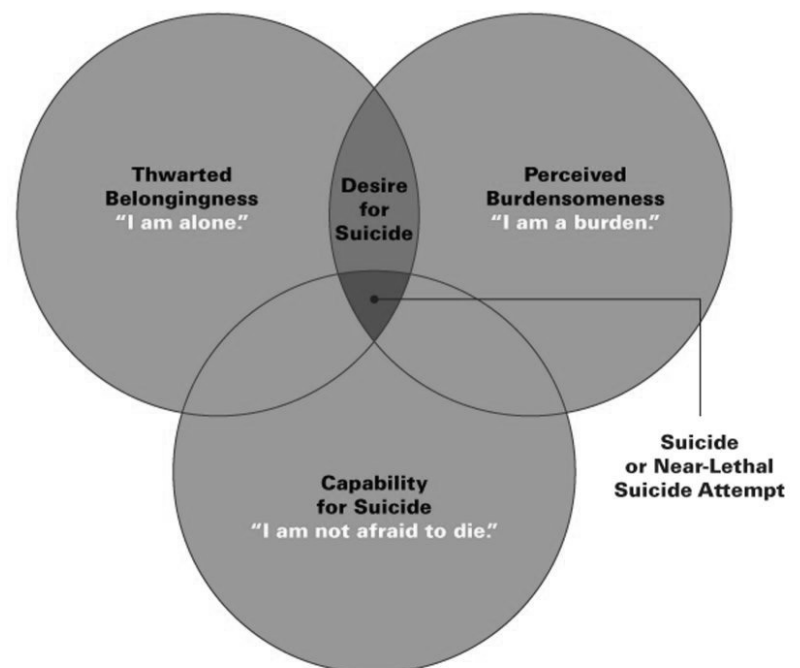 Thwarted
Belongingness
“I am alone.”
Desire
for
Suicide
Perceived
Burdensomeness
“I am a burden.”
Capability
for Suicide
“I am not afraid to die.”
Suicide
or Near-Lethal
Suicide Attempt